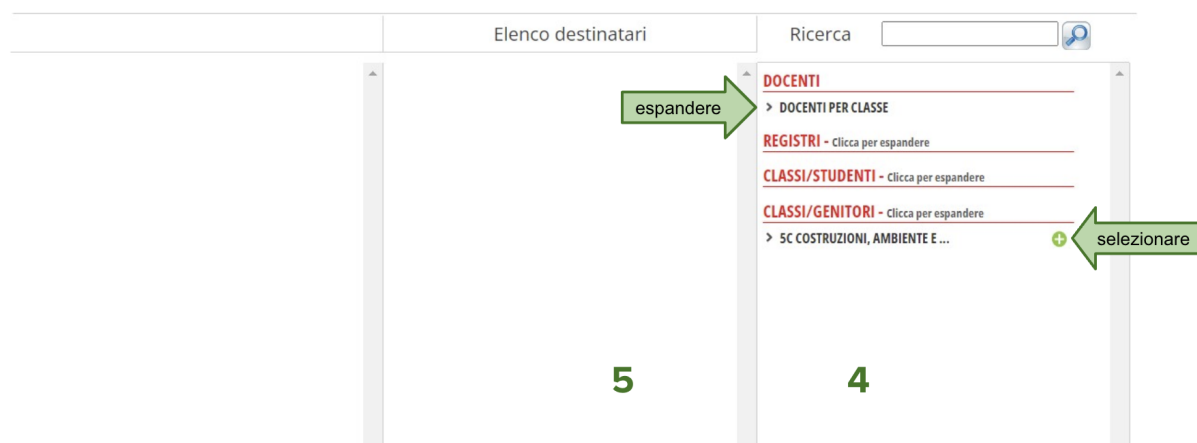 Elenco destinatari
Ricerca
DOCENTI
espandere
> DOCENTI PER CLASSE
REGISTRI - Clicca per espandere
CLASSI/STUDENTI - Clicca per espandere
CLASSI/GENITORI - Clicca per espandere
> 5C COSTRUZIONI, AMBIENTE E ...
selezionare
5
4